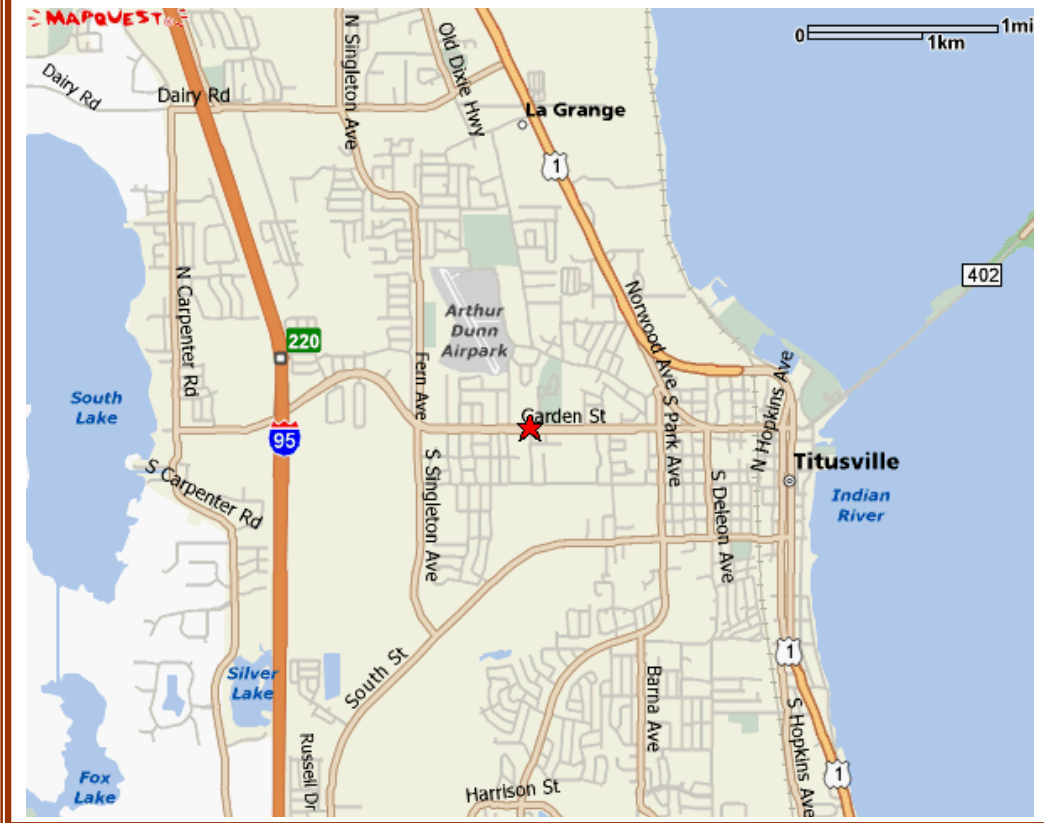 MAPQUEST
0
1mi
1km
Dairy Rd
Dairy Rd
N Singleton Ave
Old Dixie Hwy
La Grange
1
402
N Carpenter Rd
220
Arthur
Dunn
Airpark
Norwood Ave
Fern Ave
South
Lake
95
Garden St
S Park Ave
N Hopkins Ave
Titusville
Indian
River
S Carpenter Rd
S Singleton Ave
S Deleon Ave
Silver
Lake
South St
Barna Ave
1
S Hopkins Ave
Russell Dr
Fox
Lake
Harrison St
1